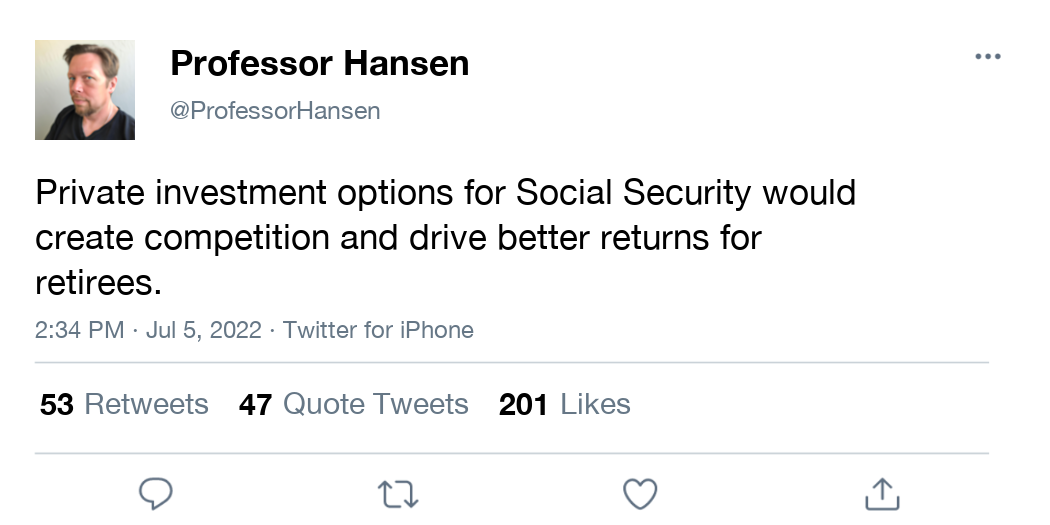 Professor Hansen
@ProfessorHansen
Private investment options for Social Security would
create competition and drive better returns for
retirees.
2:34 PM · Jul 5, 2022 · Twitter for iPhone
53 Retweets 47 Quote Tweets 201 Likes